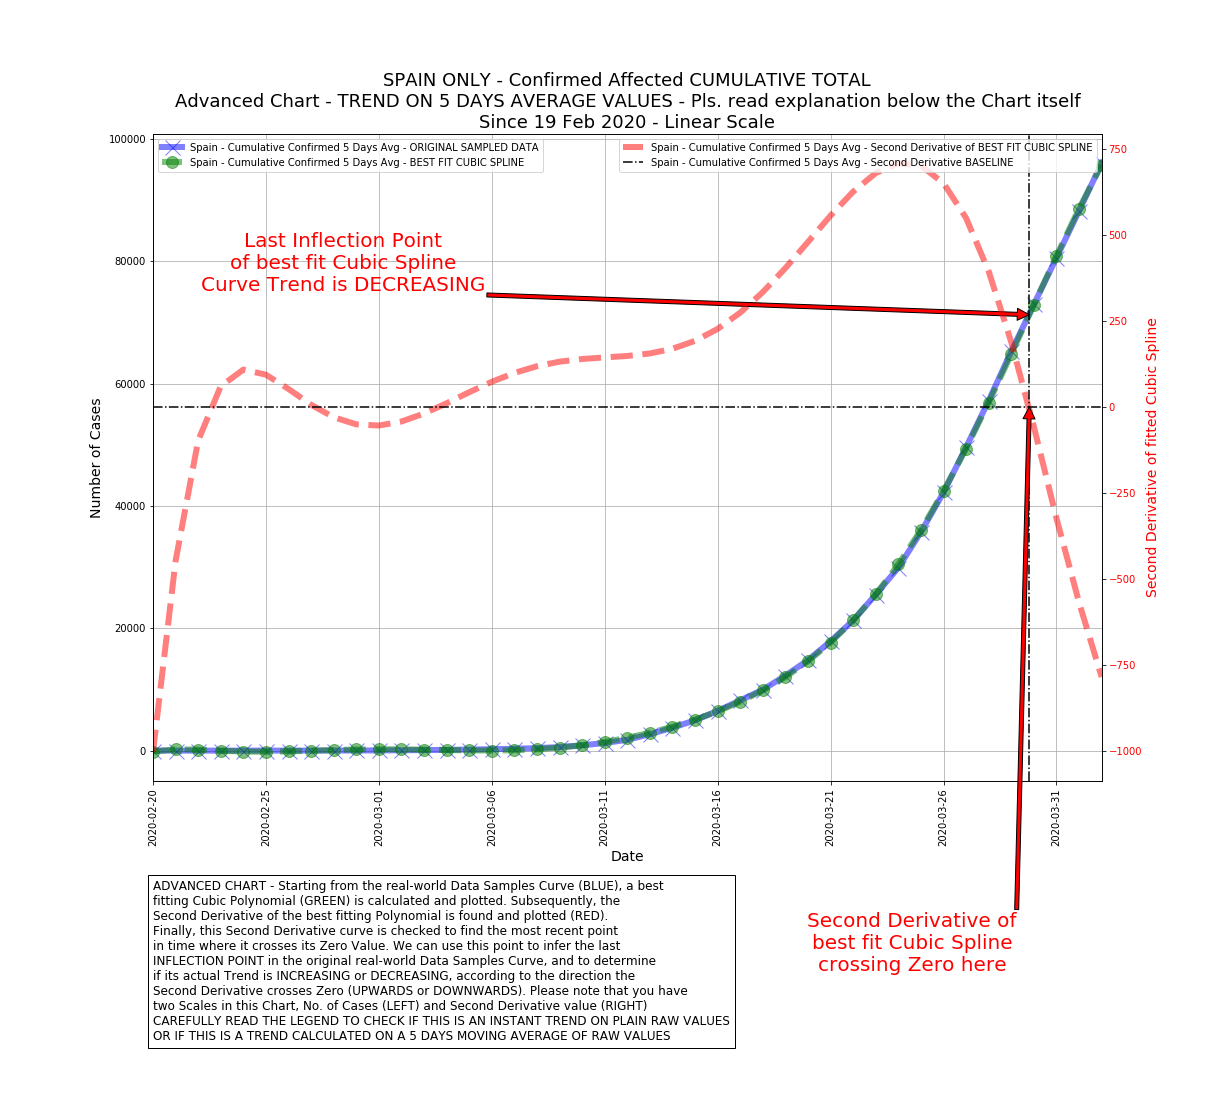 SPAIN ONLY - Confirmed Affected CUMULATIVE TOTAL
Advanced Chart - TREND ON 5 DAYS AVERAGE VALUES - Pls. read explanation below the Chart itself
Since 19 Feb 2020 - Linear Scale
Spain - Cumulative Confirmed 5 Days Avg - ORIGINAL SAMPLED DATA
Spain - Cumulative Confirmed 5 Days Avg - BEST FIT CUBIC SPLINE
Spain - Cumulative Confirmed 5 Days Avg - Second Derivative of BEST FIT CUBIC SPLINE
Spain - Cumulative Confirmed 5 Days Avg - Second Derivative BASELINE
Last Inflection Point
of best fit Cubic Spline
Curve Trend is DECREASING
Number of Cases
100000
80000
60000
40000
20000
0
750
500
250
0
−250
−500
−750
−1000
Second Derivative of fitted Cubic Spline
2020-02-20
2020-02-25
2020-03-01
2020-03-06
2020-03-11
2020-03-16
2020-03-21
2020-03-26
2020-03-31
Date
ADVANCED CHART - Starting from the real-world Data Samples Curve (BLUE), a best
fitting Cubic Polynomial (GREEN) is calculated and plotted. Subsequently, the
Second Derivative of the best fitting Polynomial is found and plotted (RED).
Finally, this Second Derivative curve is checked to find the most recent point
in time where it crosses its Zero Value. We can use this point to infer the last
INFLECTION POINT in the original real-world Data Samples Curve, and to determine
if its actual Trend is INCREASING or DECREASING, according to the direction the
Second Derivative crosses Zero (UPWARDS or DOWNWARDS). Please note that you have
two Scales in this Chart, No. of Cases (LEFT) and Second Derivative value (RIGHT)
CAREFULLY READ THE LEGEND TO CHECK IF THIS IS AN INSTANT TREND ON PLAIN RAW VALUES
OR IF THIS IS A TREND CALCULATED ON A 5 DAYS MOVING AVERAGE OF RAW VALUES
Second Derivative of
best fit Cubic Spline
crossing Zero here